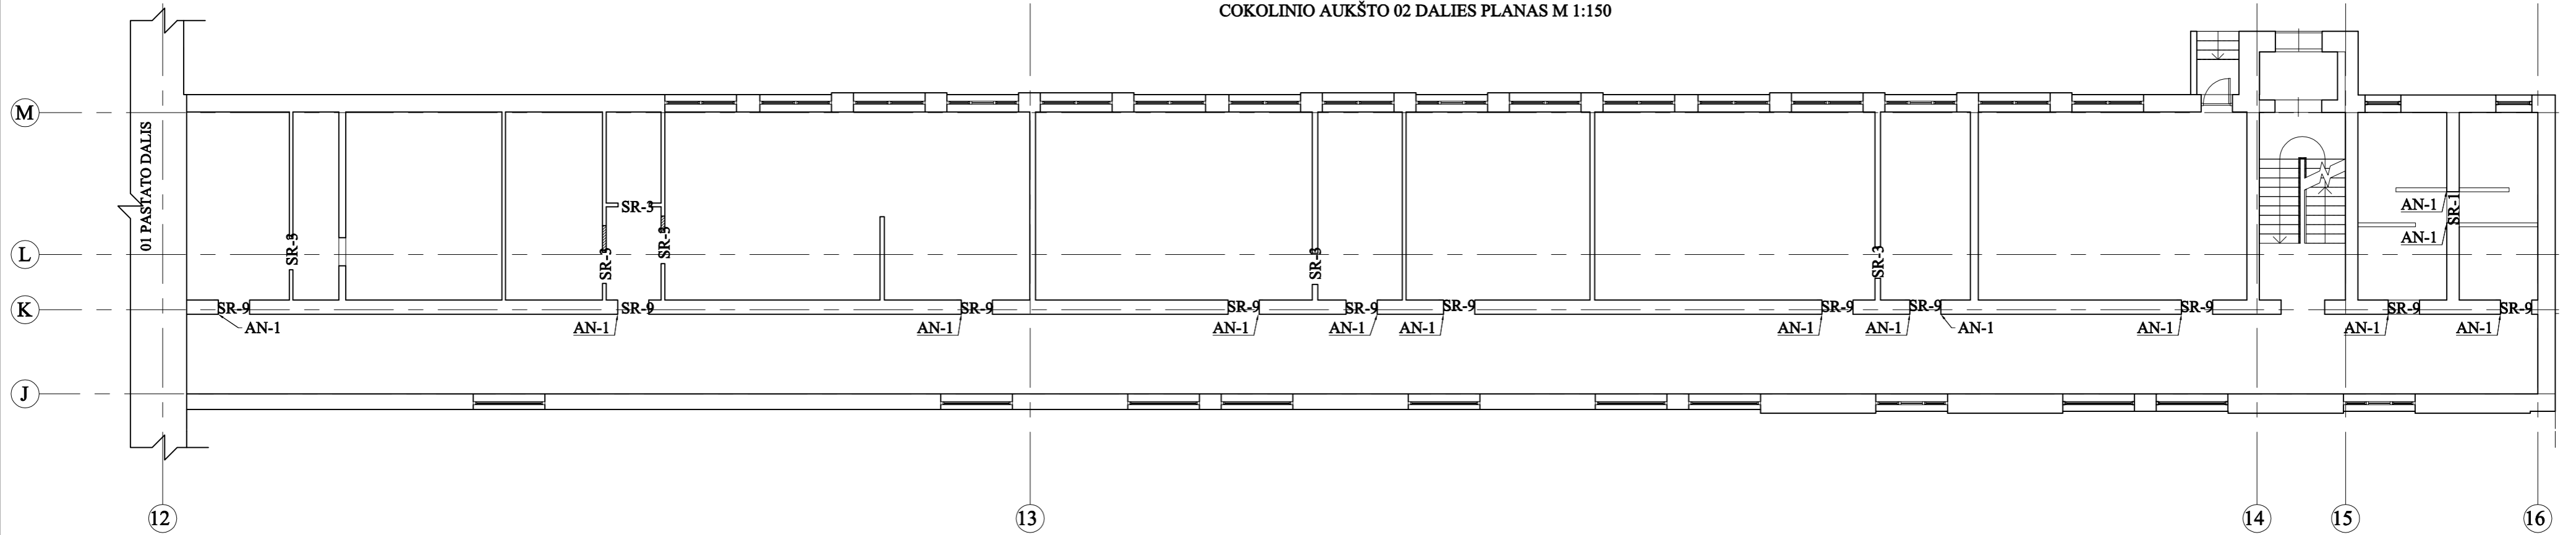 COKOLINIO AUKŠTO 02 DALIES PLANAS M 1:150
M
01 PASTATO DALIS
SR-3
AN-1
SR-1
SR-3
SR-3
SR-3
SR-3
SR-3
AN-1
L
K
SR-9
SR-9
SR-9
SR-9
SR-9
SR-9
SR-9
SR-9
SR-9
SR-9
SR-9
AN-1
AN-1
AN-1
AN-1
AN-1
AN-1
AN-1
AN-1
AN-1
AN-1
AN-1
AN-1
J
12
13
14
15
16